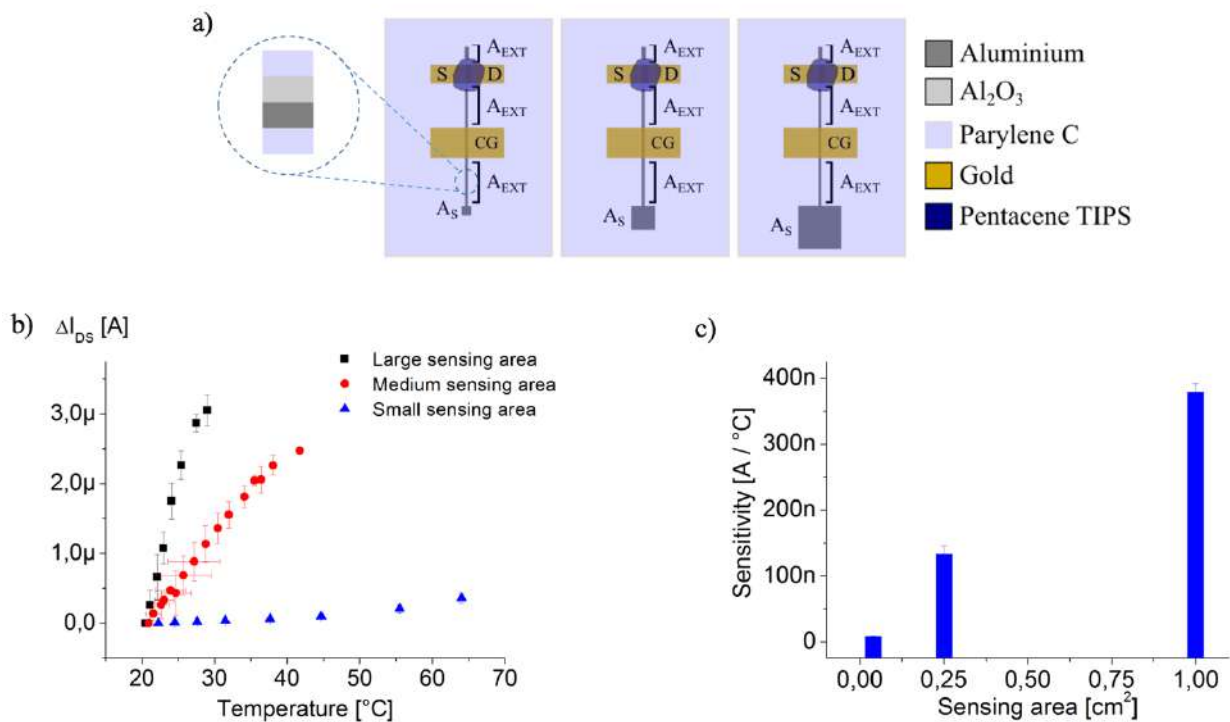 a)
A_EXT A_EXT A_EXT
S D S D S D
A_EXT A_EXT A_EXT
CG CG CG
A_EXT A_EXT A_EXT
A_S A_S A_S
Aluminium
Al₂O₃
Parylene C
Gold
Pentacene TIPS
b)
ΔI_DS [A]
Large sensing area
Medium sensing area
Small sensing area
3,0µ
2,0µ
1,0µ
0,0
20 30 40 50 60 70
Temperature [°C]
c)
Sensitivity [A / °C]
400n
300n
200n
100n
0
0,00 0,25 0,50 0,75 1,00
Sensing area [cm²]